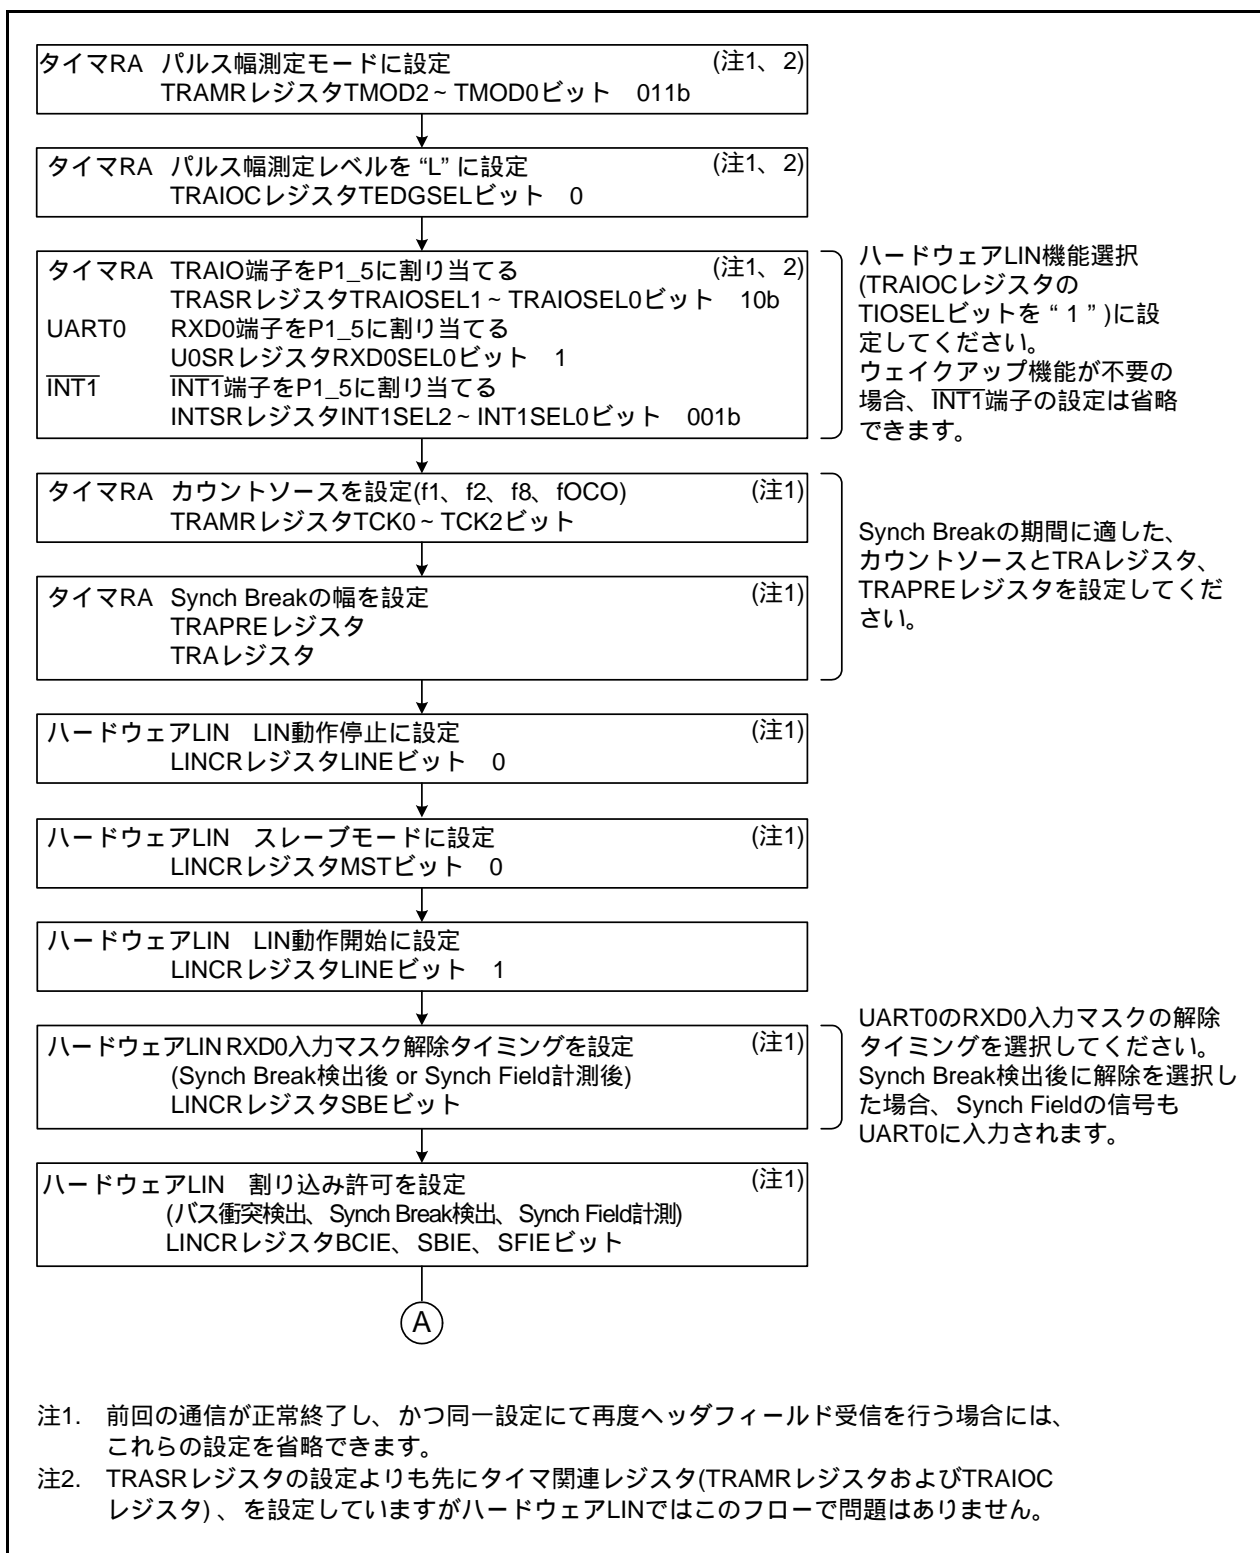 タイマRA パルス幅測定モードに設定 (注1、2)
TRAMRレジスタTMOD2~TMOD0ビット 011b
タイマRA パルス幅測定レベルを “L” に設定 (注1、2)
TRAIOCレジスタTEDGSELビット 0
タイマRA TRAIO端子をP1_5に割り当てる (注1、2)
TRASRレジスタTRAIOSEL1~TRAIOSEL0ビット 10b
UART0 RXD0端子をP1_5に割り当てる
U0SRレジスタRXD0SEL0ビット 1
INT1 INT1端子をP1_5に割り当てる
INTSRレジスタINT1SEL2~INT1SEL0ビット 001b
ハードウェアLIN機能選択
(TRAIOCレジスタの
TIOSELビットを “ 1 ” )に設
定してください。
ウェイクアップ機能が不要の
場合、INT1端子の設定は省略
できます。
タイマRA カウントソースを設定(f1、f2、f8、fOCO) (注1)
TRAMRレジスタTCK0~TCK2ビット
タイマRA Synch Breakの幅を設定 (注1)
TRAPREレジスタ
TRAレジスタ
Synch Breakの期間に適した、
カウントソースとTRAレジスタ、
TRAPREレジスタを設定してくだ
さい。
ハードウェアLIN LIN動作停止に設定 (注1)
LINCRレジスタLINEビット 0
ハードウェアLIN スレーブモードに設定 (注1)
LINCRレジスタMSTビット 0
ハードウェアLIN LIN動作開始に設定
LINCRレジスタLINEビット 1
ハードウェアLIN RXD0入力マスク解除タイミングを設定 (注1)
(Synch Break検出後 or Synch Field計測後)
LINCRレジスタSBEビット
UART0のRXD0入力マスクの解除
タイミングを選択してください。
Synch Break検出後に解除を選択し
た場合、Synch Fieldの信号も
UART0に入力されます。
ハードウェアLIN 割り込み許可を設定 (注1)
(バス衝突検出、Synch Break検出、Synch Field計測)
LINCRレジスタBCIE、SBIE、SFIEビット
A
注1. 前回の通信が正常終了し、かつ同一設定にて再度ヘッダフィールド受信を行う場合には、
これらの設定を省略できます。
注2. TRASRレジスタの設定よりも先にタイマ関連レジスタ(TRAMRレジスタおよびTRAIOC
レジスタ) 、を設定していますがハードウェアLINではこのフローで問題はありません。